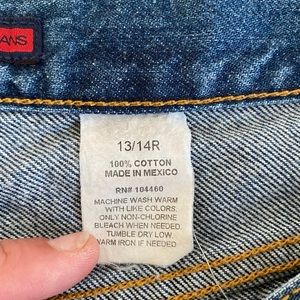 ANS
13/14R
100% COTTON
MADE IN MEXICO
RN# 104460
MACHINE WASH WARM
WITH LIKE COLORS.
ONLY NON-CHLORINE
BLEACH WHEN NEEDED.
TUMBLE DRY LOW
WARM IRON IF NEEDED